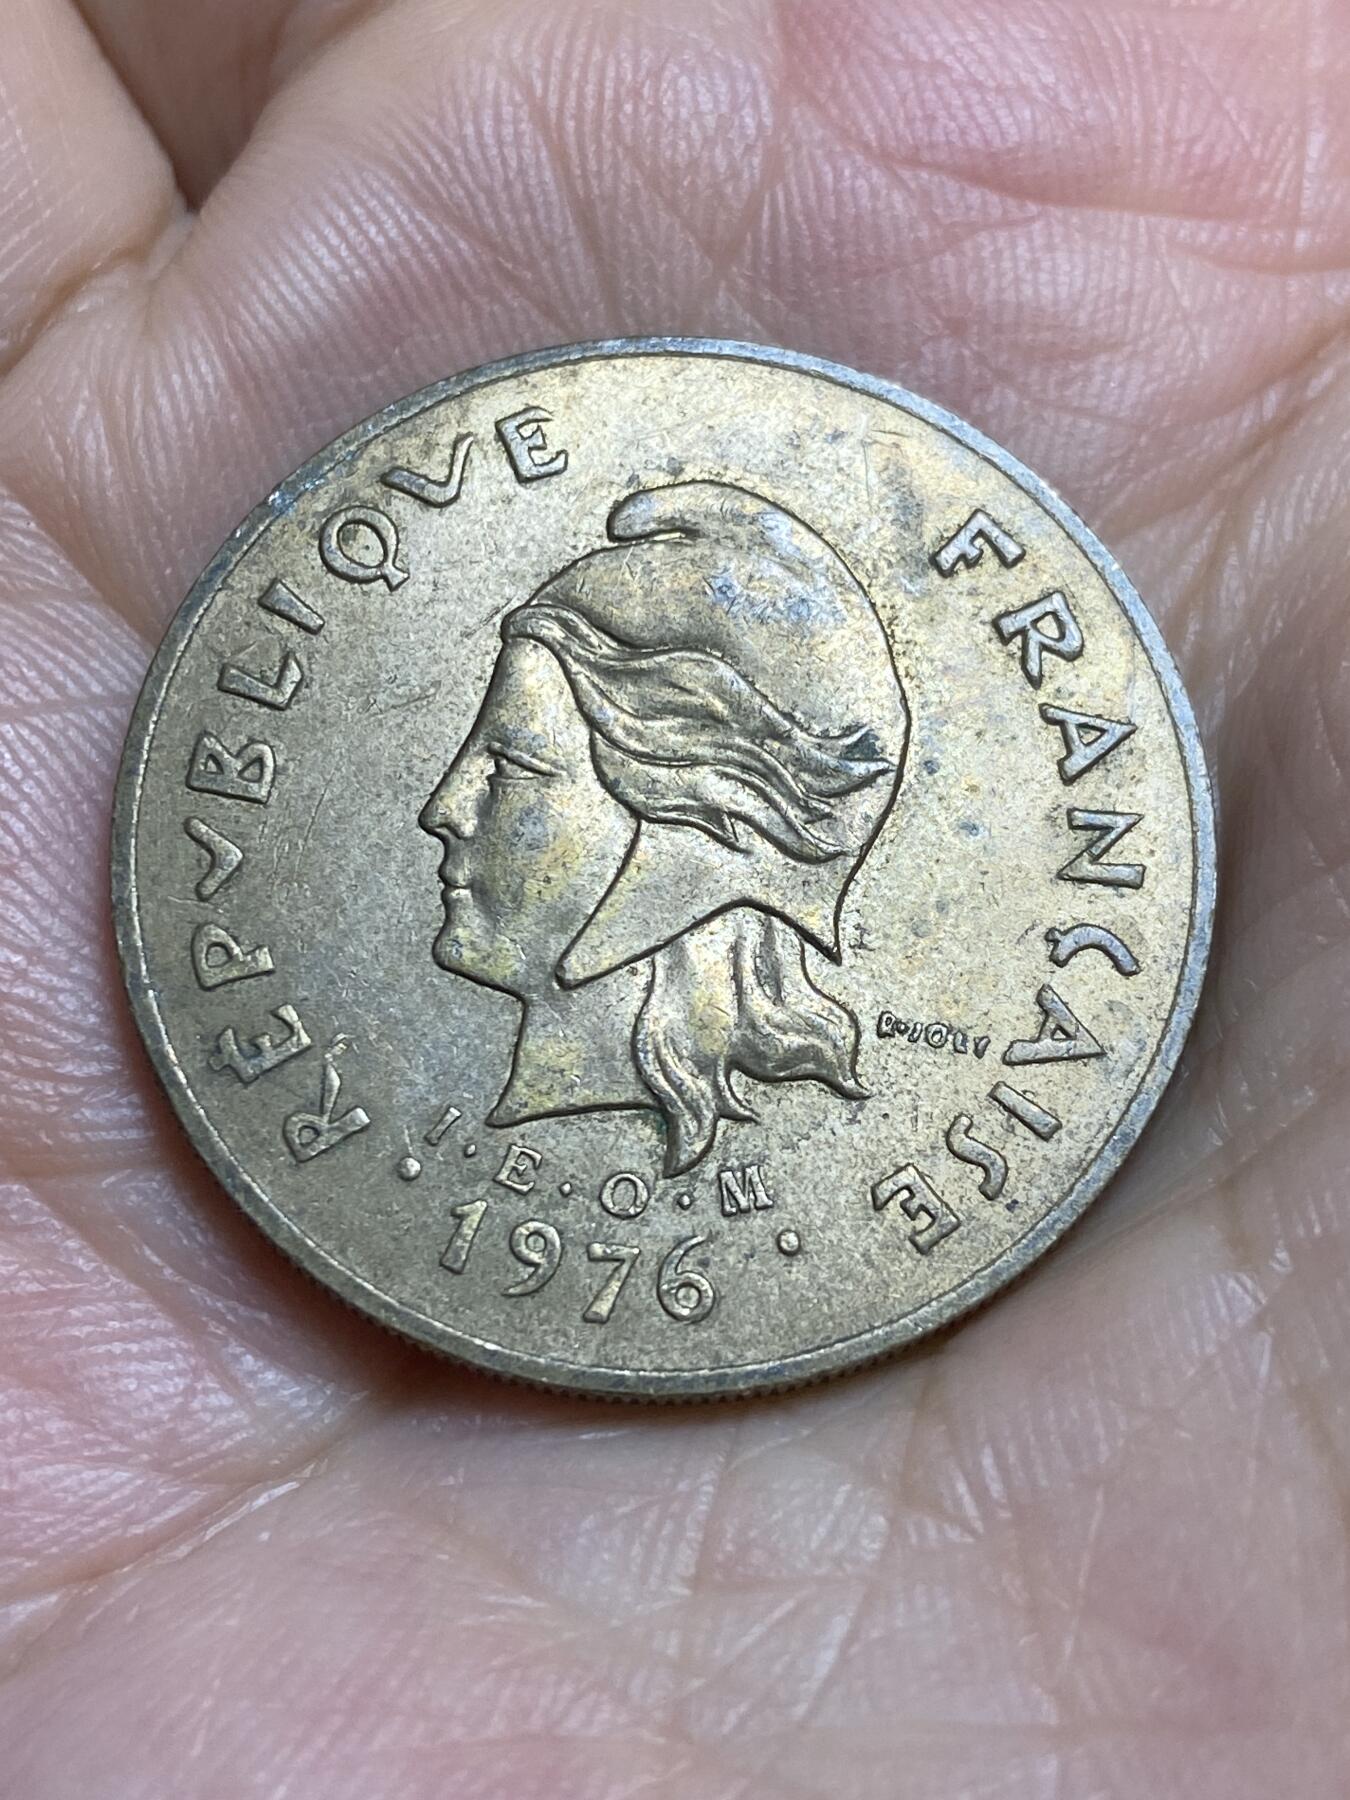 RÉPVBLIQVE FRANÇAISE
R·JOLY
I·E·O·M
·1976·